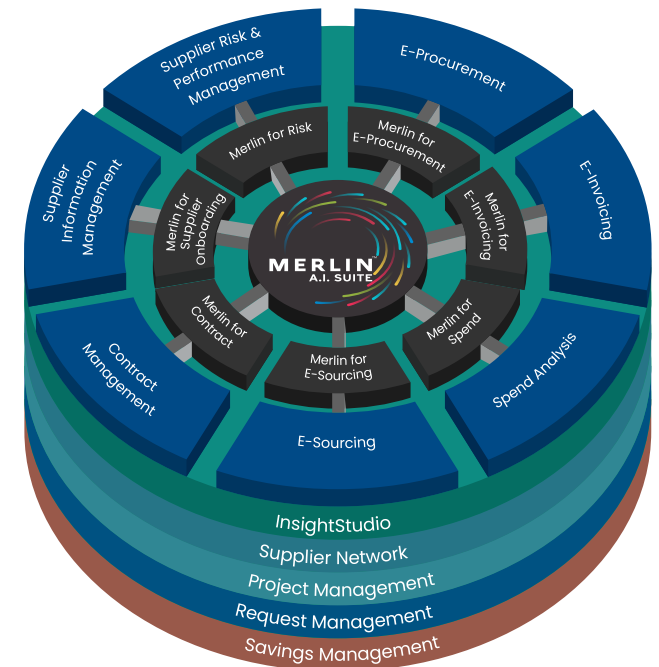 Supplier Risk &
Performance
Management
E-Procurement
E-Invoicing
Spend Analysis
E-Sourcing
Contract
Management
Supplier
Information
Management
Merlin for Risk
Merlin for
E-Procurement
Merlin for
E-Invoicing
Merlin for
Spend
Merlin for
E-Sourcing
Merlin for
Contract
Merlin for
Supplier
Onboarding
MERLIN
A.I. SUITE
InsightStudio
Supplier Network
Project Management
Request Management
Savings Management